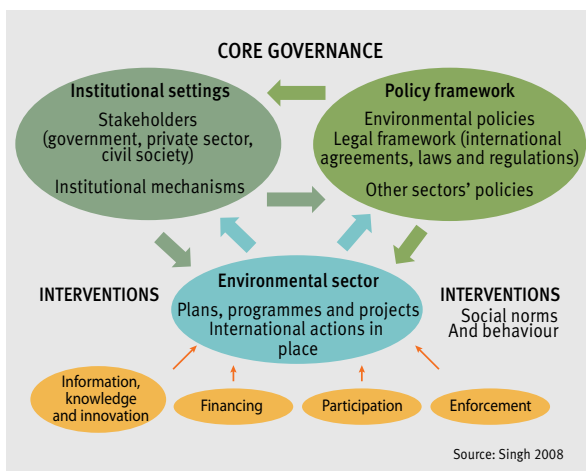 CORE GOVERNANCE
Institutional settings
Stakeholders
(government, private sector,
civil society)
Institutional mechanisms
Policy framework
Environmental policies
Legal framework (international
agreements, laws and regulations)
Other sectors' policies
INTERVENTIONS
Environmental sector
Plans, programmes and projects
International actions in
place
INTERVENTIONS
Social norms
And behaviour
Information,
knowledge
and innovation
Financing
Participation
Enforcement
Source: Singh 2008